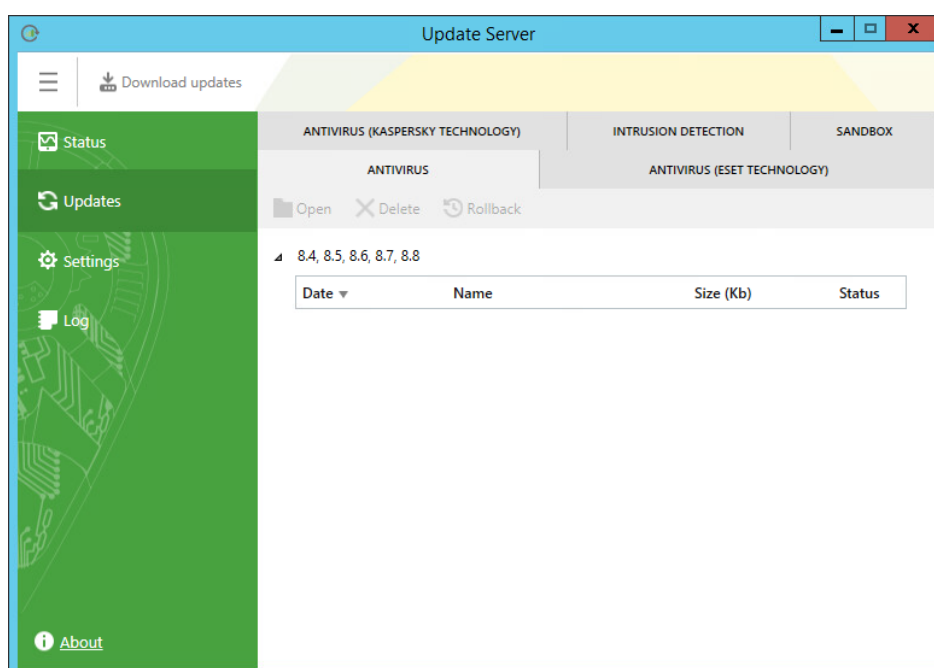 Update Server
Download updates
Status
Updates
Settings
Log
About
ANTIVIRUS (KASPERSKY TECHNOLOGY) INTRUSION DETECTION SANDBOX
ANTIVIRUS ANTIVIRUS (ESET TECHNOLOGY)
Open Delete Rollback
8.4, 8.5, 8.6, 8.7, 8.8
Date Name Size (Kb) Status